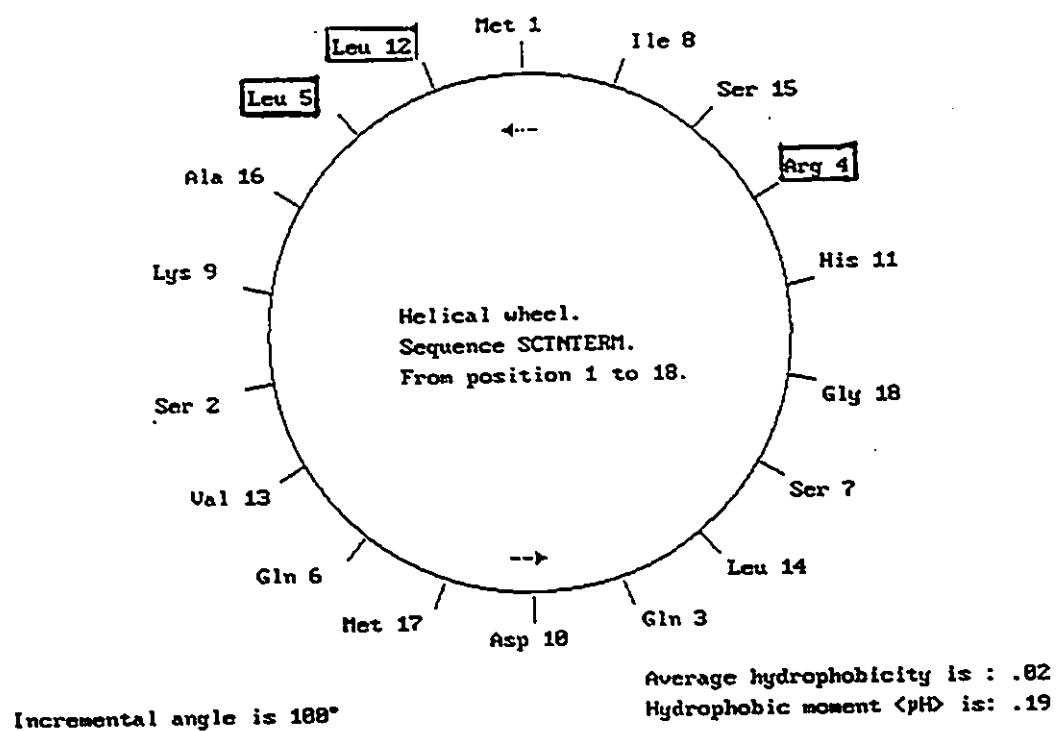 Met 1
Ile 8
Leu 12
Ser 15
Leu 5
Arg 4
Ala 16
His 11
Lys 9
Helical wheel.
Sequence SCTNTERM.
From position 1 to 18.
Gly 18
Ser 2
Ser 7
Val 13
Leu 14
Gln 6
Gln 3
Met 17
Asp 10
Average hydrophobicity is : .02
Hydrophobic moment <µH> is: .19
Incremental angle is 100°